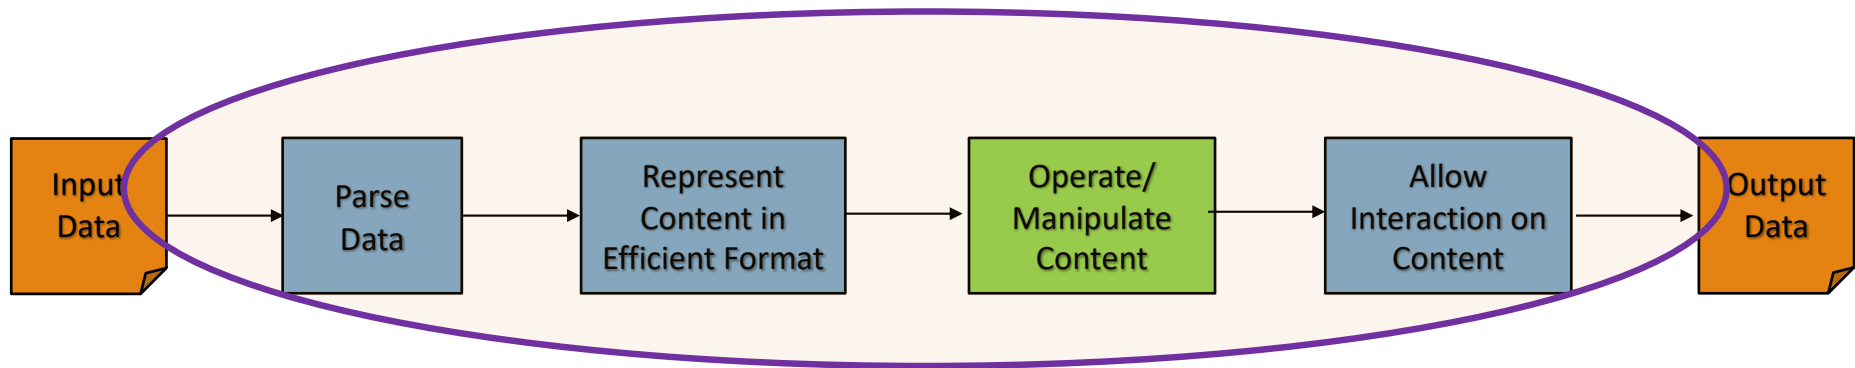 Input
Data
Parse
Data
Represent
Content in
Efficient Format
Operate/
Manipulate
Content
Allow
Interaction on
Content
Output
Data